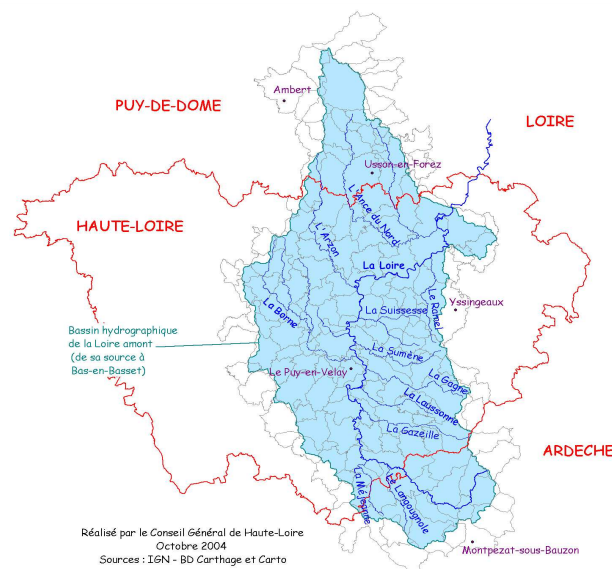 Ambert
PUY-DE-DOME
LOIRE
Usson-en-Forez
L'Ance du Nord
HAUTE-LOIRE
L'Arzon
La Loire
Le Ramel
La Borne
La Suissesse
Yssingeaux
Bassin hydrographique
de la Loire amont
(de sa source à
Bas-en-Basset)
La Sumène
Le Puy-en-Velay
La Gagne
La Laussonne
La Gazeille
ARDECHE
La Méjeanne
Le Langougnole
Réalisé par le Conseil Général de Haute-Loire
Octobre 2004
Sources : IGN - BD Carthage et Carto
Montpezat-sous-Bauzon